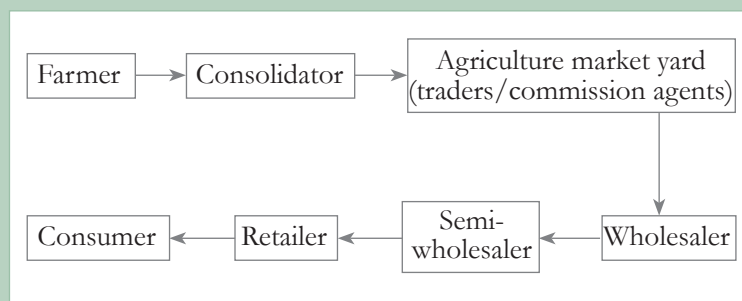 Farmer
Consolidator
Agriculture market yard
(traders/commission agents)
Wholesaler
Semi-
wholesaler
Retailer
Consumer